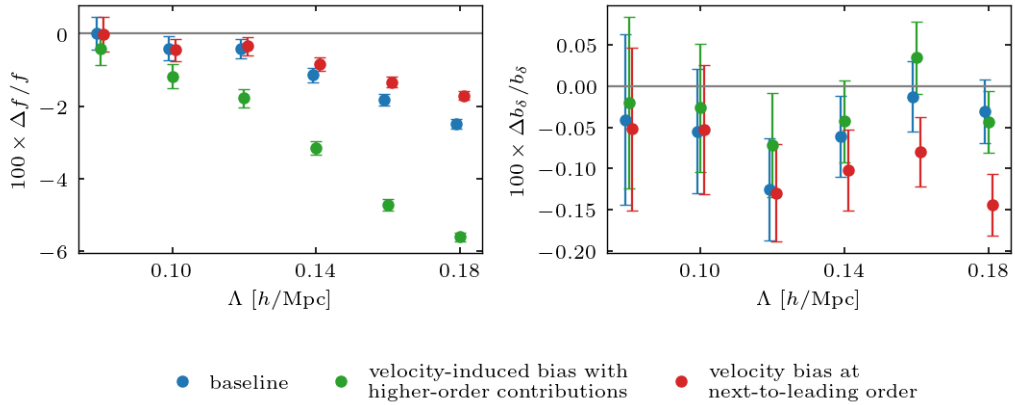 100 × Δf/f
0
−2
−4
−6
0.10
0.14
0.18
Λ [h/Mpc]
100 × Δb_δ/b_δ
0.05
0.00
−0.05
−0.10
−0.15
−0.20
0.10
0.14
0.18
Λ [h/Mpc]
baseline
velocity-induced bias with
higher-order contributions
velocity bias at
next-to-leading order